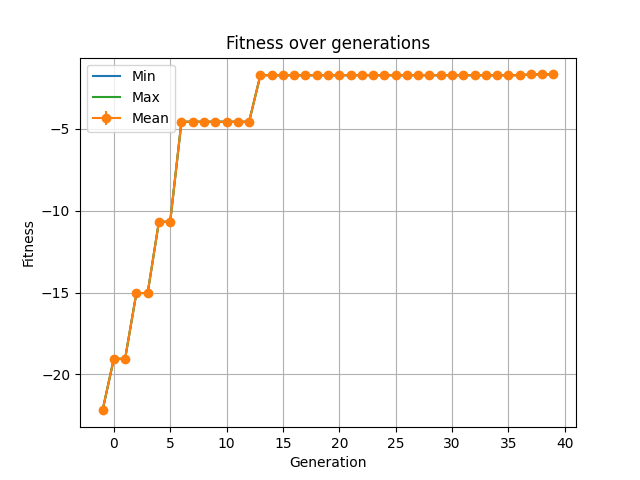 Fitness over generations
Min
Max
Mean
−5
−10
−15
−20
Fitness
0 5 10 15 20 25 30 35 40
Generation